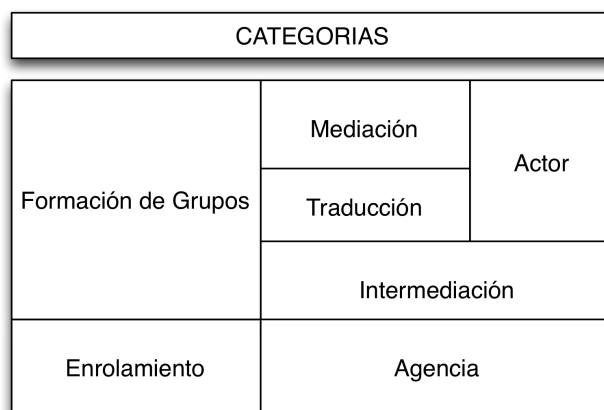 CATEGORIAS
Mediación
Actor
Formación de Grupos
Traducción
Intermediación
Enrolamiento
Agencia